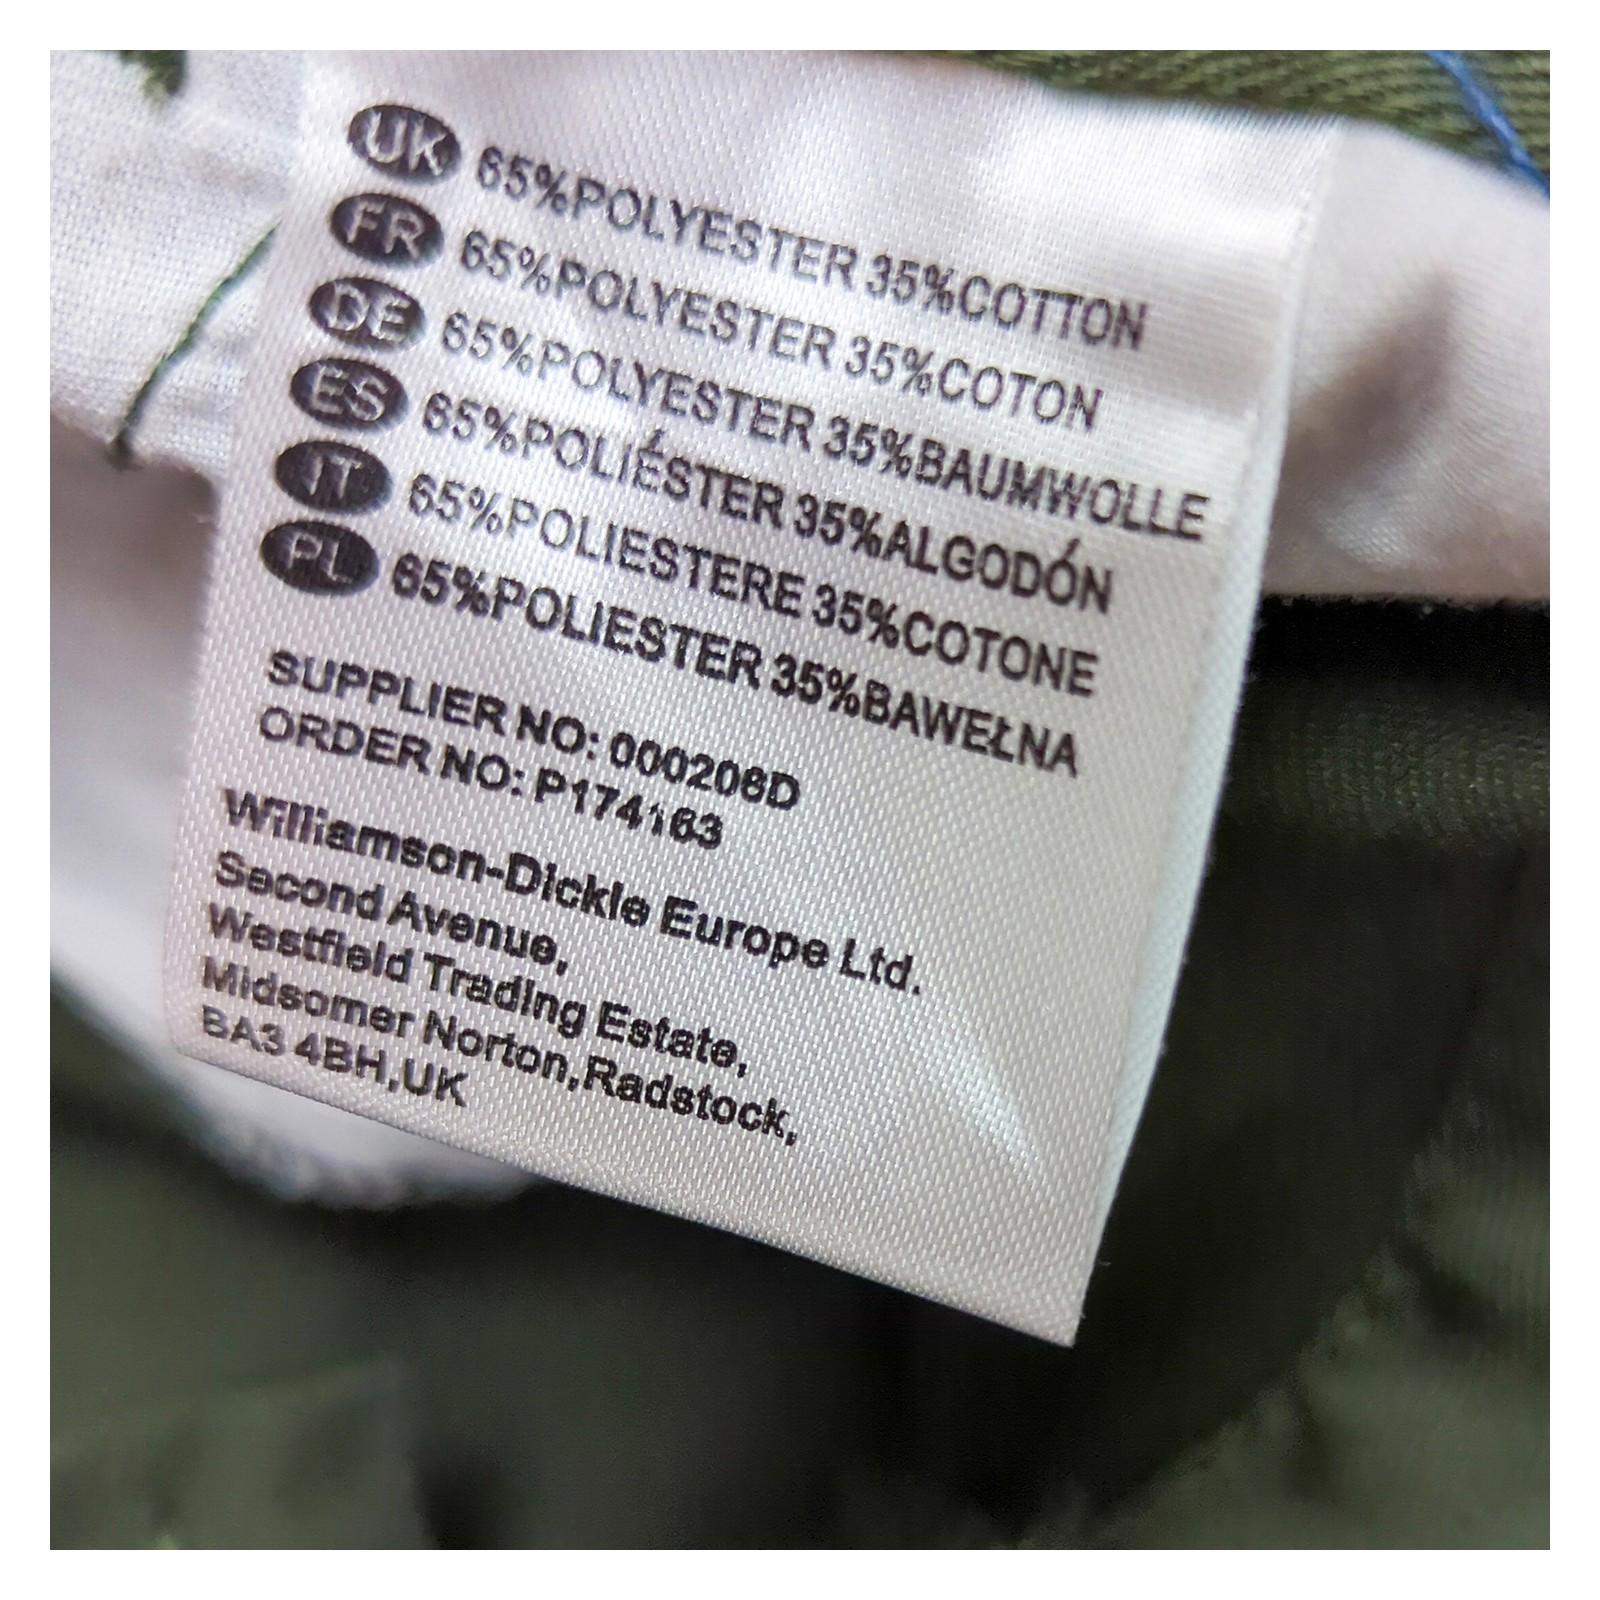 UK 65%POLYESTER 35%COTTON
FR 65%POLYESTER 35%COTON
DE 65%POLYESTER 35%BAUMWOLLE
ES 65%POLIÉSTER 35%ALGODÓN
IT 65%POLIESTERE 35%COTONE
PL 65%POLIESTER 35%BAWEŁNA
SUPPLIER NO: 000206D
ORDER NO: P174163
Williamson-Dickie Europe Ltd.
Second Avenue,
Westfield Trading Estate,
Midsomer Norton,Radstock,
BA3 4BH,UK